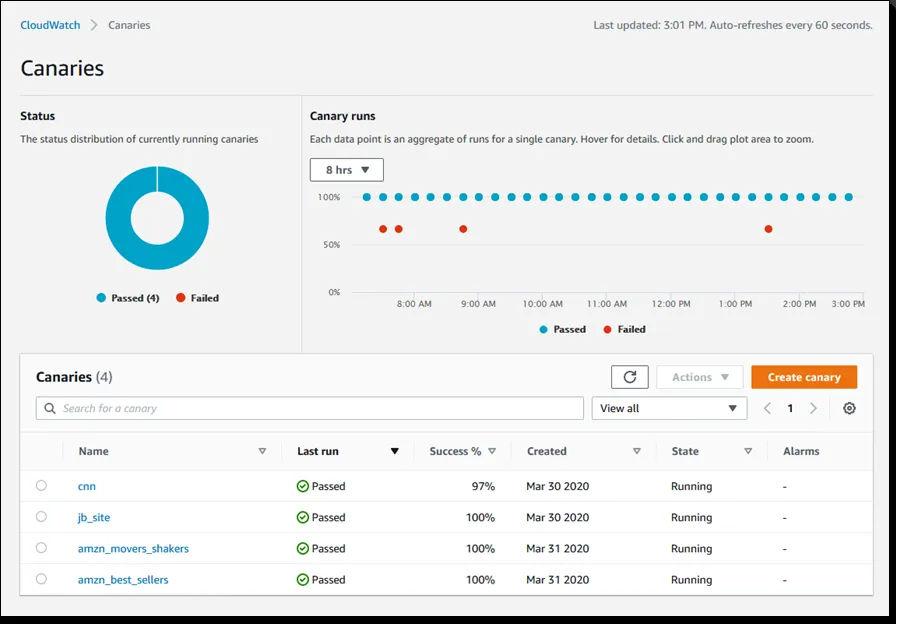 CloudWatch > Canaries
Last updated: 3:01 PM. Auto-refreshes every 60 seconds.
Canaries
Status
The status distribution of currently running canaries
Passed (4) Failed
Canary runs
Each data point is an aggregate of runs for a single canary. Hover for details. Click and drag plot area to zoom.
8 hrs
100%
50%
0%
8:00 AM 9:00 AM 10:00 AM 11:00 AM 12:00 PM 1:00 PM 2:00 PM 3:00 PM
Passed Failed
Canaries (4)
Actions
Create canary
Search for a canary
View all
1
Name Last run Success % Created State Alarms
cnn Passed 97% Mar 30 2020 Running -
jb_site Passed 100% Mar 30 2020 Running -
amzn_movers_shakers Passed 100% Mar 31 2020 Running -
amzn_best_sellers Passed 100% Mar 31 2020 Running -